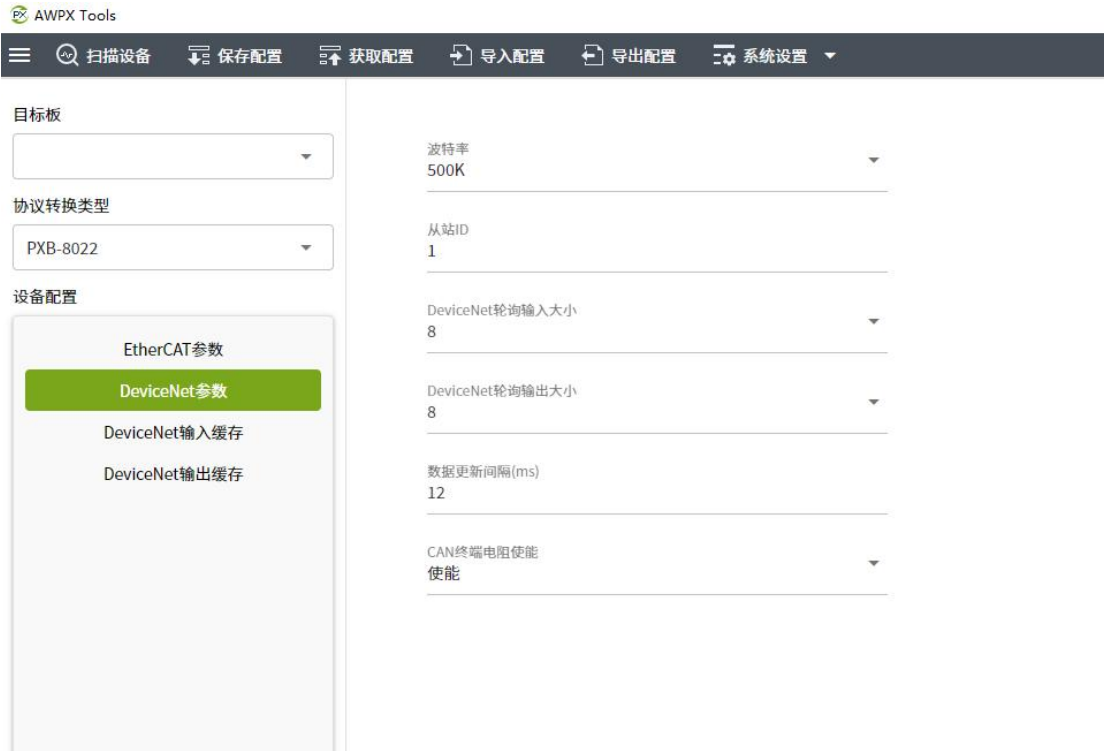 AWPX Tools
扫描设备 保存配置 获取配置 导入配置 导出配置 系统设置
目标板
协议转换类型
PXB-8022
设备配置
EtherCAT参数
DeviceNet参数
DeviceNet输入缓存
DeviceNet输出缓存
波特率
500K
从站ID
1
DeviceNet轮询输入大小
8
DeviceNet轮询输出大小
8
数据更新间隔(ms)
12
CAN终端电阻使能
使能